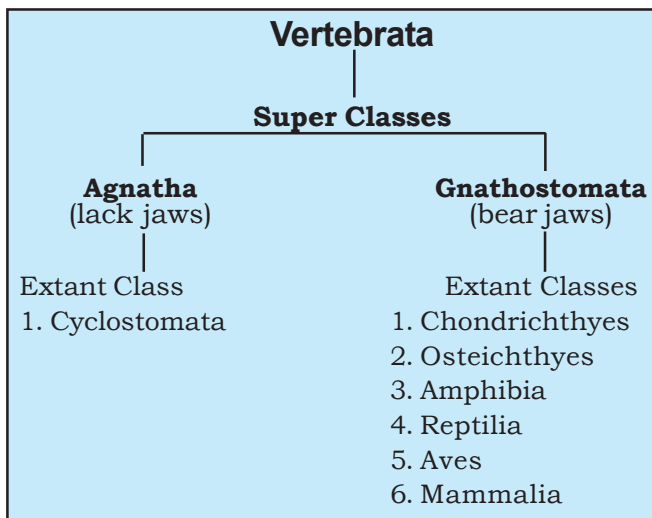 Vertebrata
Super Classes
Agnatha
(lack jaws)
Extant Class
1. Cyclostomata
Gnathostomata
(bear jaws)
Extant Classes
1. Chondrichthyes
2. Osteichthyes
3. Amphibia
4. Reptilia
5. Aves
6. Mammalia